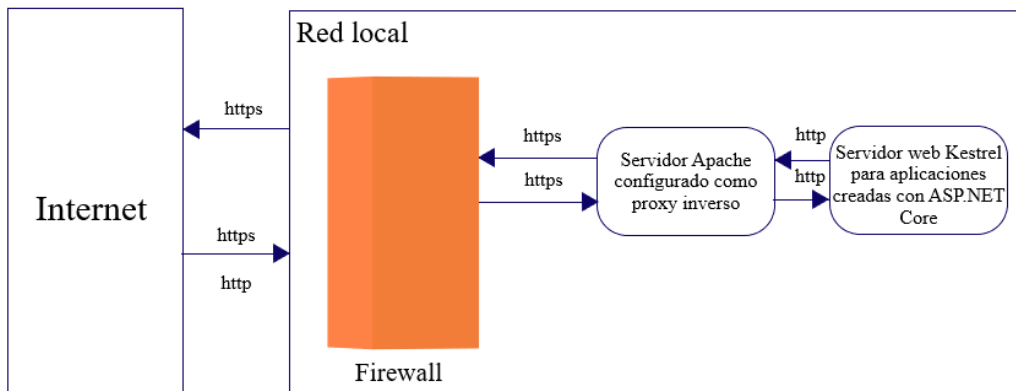 Red local
https
https
http
Internet
https
https
Firewall
Servidor Apache
configurado como
proxy inverso
http
http
Servidor web Kestrel
para aplicaciones
creadas con ASP.NET
Core